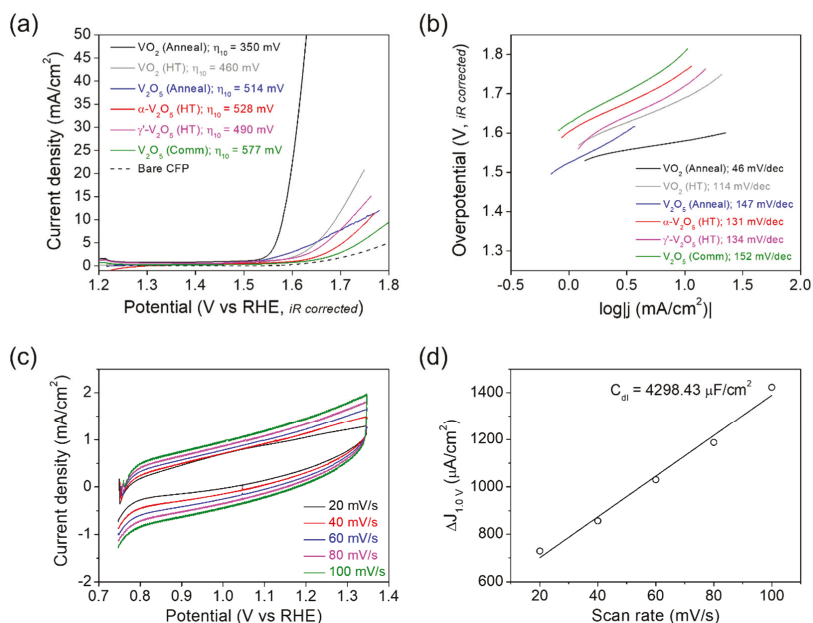 (a)
50
45
40
35
30
25
20
15
10
5
0
Current density (mA/cm²)
VO₂ (Anneal); η₁₀ = 350 mV
VO₂ (HT); η₁₀ = 460 mV
V₂O₅ (Anneal); η₁₀ = 514 mV
α-V₂O₅ (HT); η₁₀ = 528 mV
γ'-V₂O₅ (HT); η₁₀ = 490 mV
V₂O₅ (Comm); η₁₀ = 577 mV
Bare CFP
1.2 1.3 1.4 1.5 1.6 1.7 1.8
Potential (V vs RHE, iR corrected)
(b)
1.8
1.7
1.6
1.5
1.4
1.3
Overpotential (V, iR corrected)
VO₂ (Anneal); 46 mV/dec
VO₂ (HT); 114 mV/dec
V₂O₅ (Anneal); 147 mV/dec
α-V₂O₅ (HT); 131 mV/dec
γ'-V₂O₅ (HT); 134 mV/dec
V₂O₅ (Comm); 152 mV/dec
-0.5 0.0 0.5 1.0 1.5 2.0
log|j (mA/cm²)|
(c)
2
1
0
-1
-2
Current density (mA/cm²)
20 mV/s
40 mV/s
60 mV/s
80 mV/s
100 mV/s
0.7 0.8 0.9 1.0 1.1 1.2 1.3 1.4
Potential (V vs RHE)
(d)
1400
1200
1000
800
600
ΔJ₁.₀ ᵥ (μA/cm²)
Cdl = 4298.43 μF/cm²
20 40 60 80 100
Scan rate (mV/s)